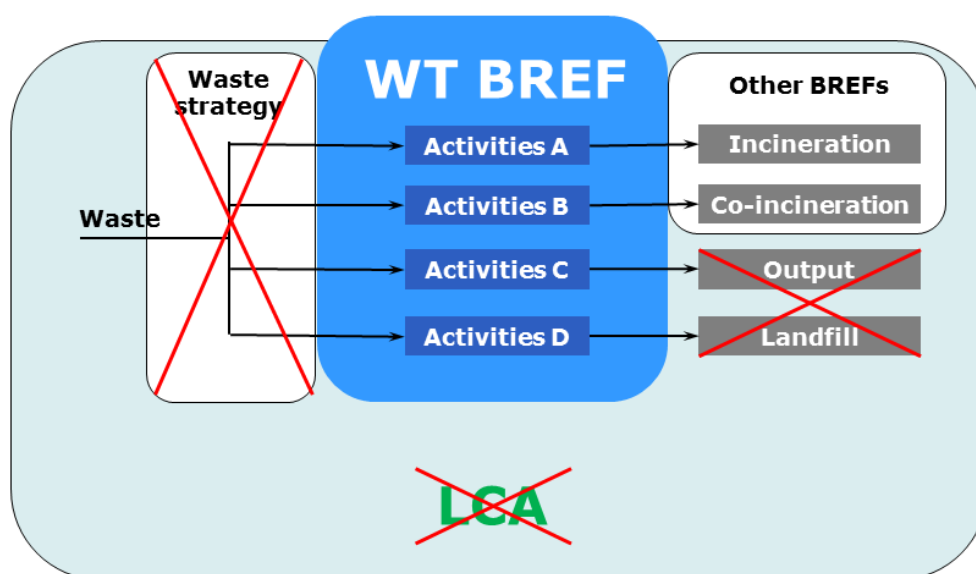 Waste
strategy
WT BREF
Other BREFs
Activities A
Incineration
Activities B
Co-incineration
Waste
Activities C
Output
Activities D
Landfill
LCA